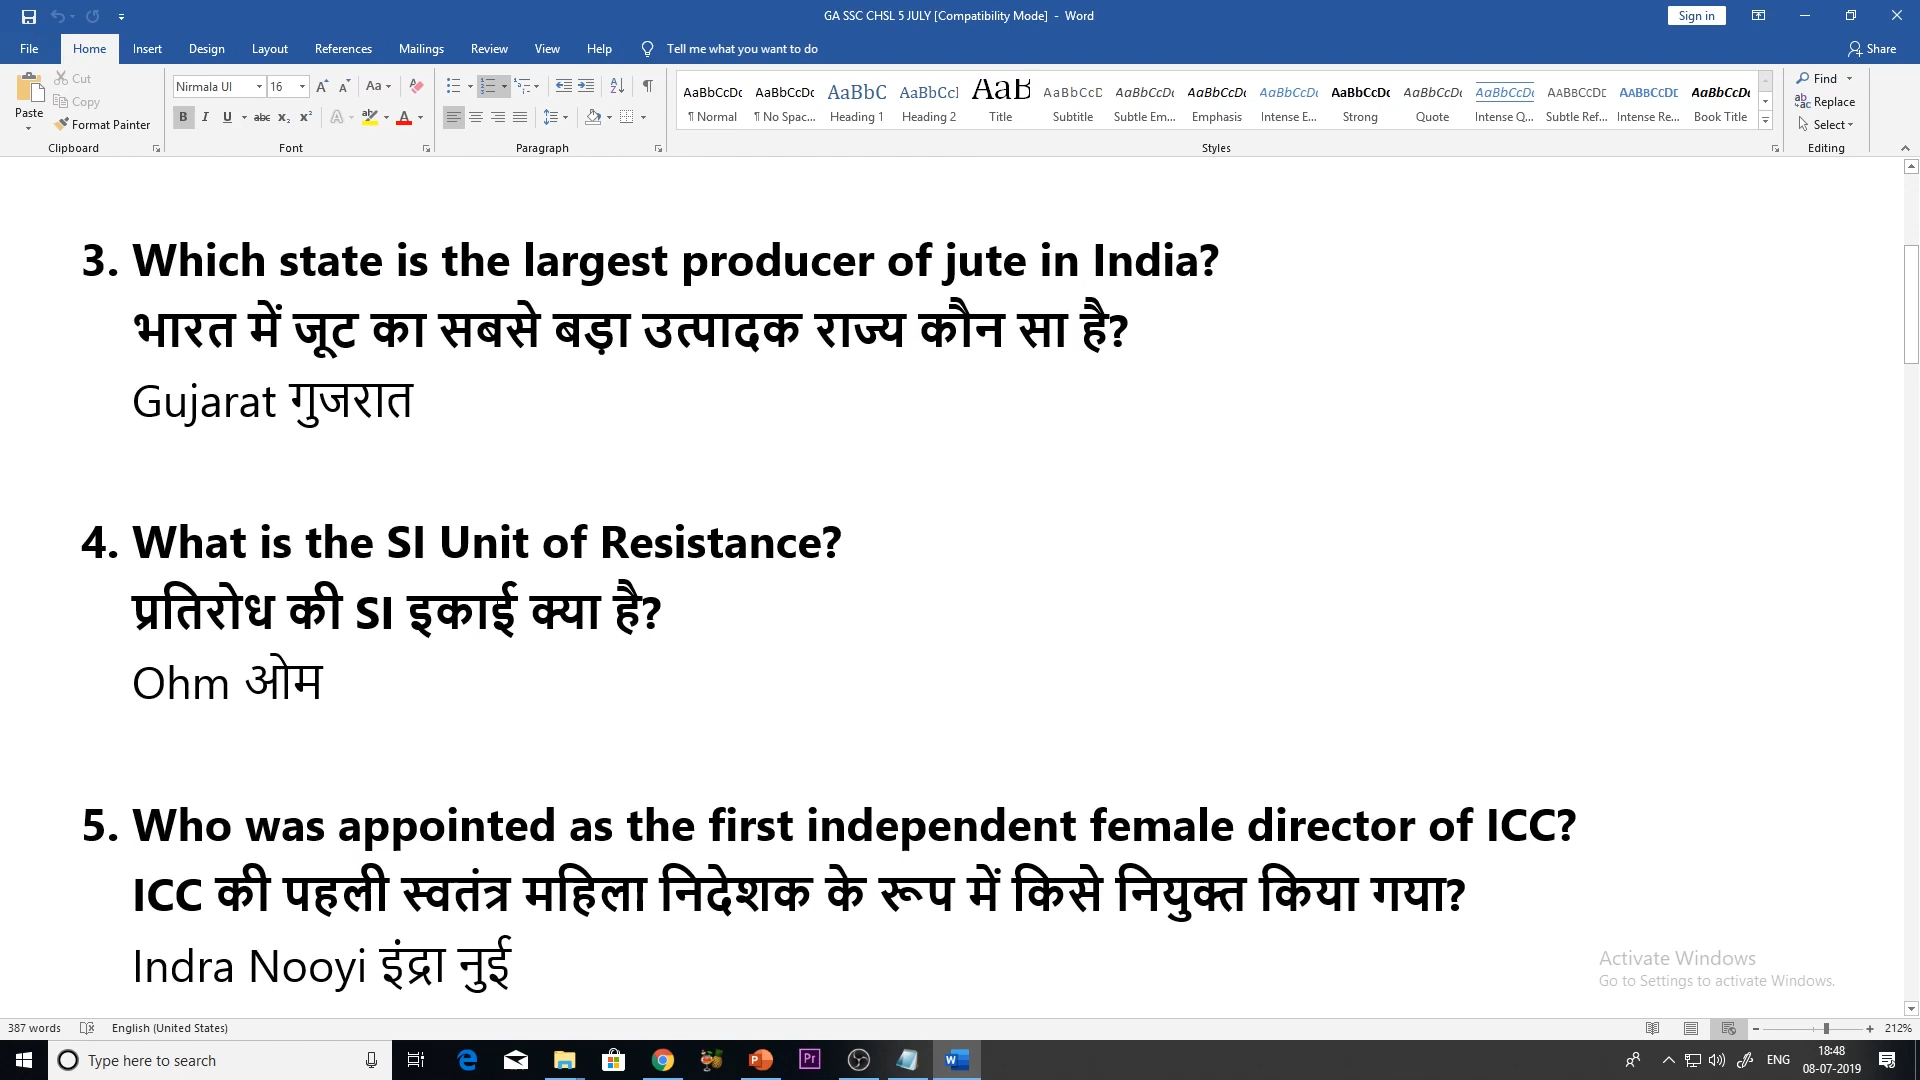 GA SSC CHSL 5 JULY [Compatibility Mode] - Word
Sign in
File Home Insert Design Layout References Mailings Review View Help Tell me what you want to do
Share
Paste
Cut
Copy
Format Painter
Clipboard
Nirmala UI 16
Font
Paragraph
AaBbCcDc AaBbCcDc AaBbC AaBbCcI AaB AaBbCcD AaBbCcDc AaBbCcDc AaBbCcDc AaBbCcDc AaBbCcDc AaBbCcDc AABBCCDE AABBCCDE AaBbCcDc
¶ Normal ¶ No Spac... Heading 1 Heading 2 Title Subtitle Subtle Em... Emphasis Intense E... Strong Quote Intense Q... Subtle Ref... Intense Re... Book Title
Styles
Find
Replace
Select
Editing
3. Which state is the largest producer of jute in India?
भारत में जूट का सबसे बड़ा उत्पादक राज्य कौन सा है?
Gujarat गुजरात
4. What is the SI Unit of Resistance?
प्रतिरोध की SI इकाई क्या है?
Ohm ओम
5. Who was appointed as the first independent female director of ICC?
ICC की पहली स्वतंत्र महिला निदेशक के रूप में किसे नियुक्त किया गया?
Indra Nooyi इंद्रा नुई
Activate Windows
Go to Settings to activate Windows.
387 words English (United States)
212%
Type here to search
ENG
18:48
08-07-2019